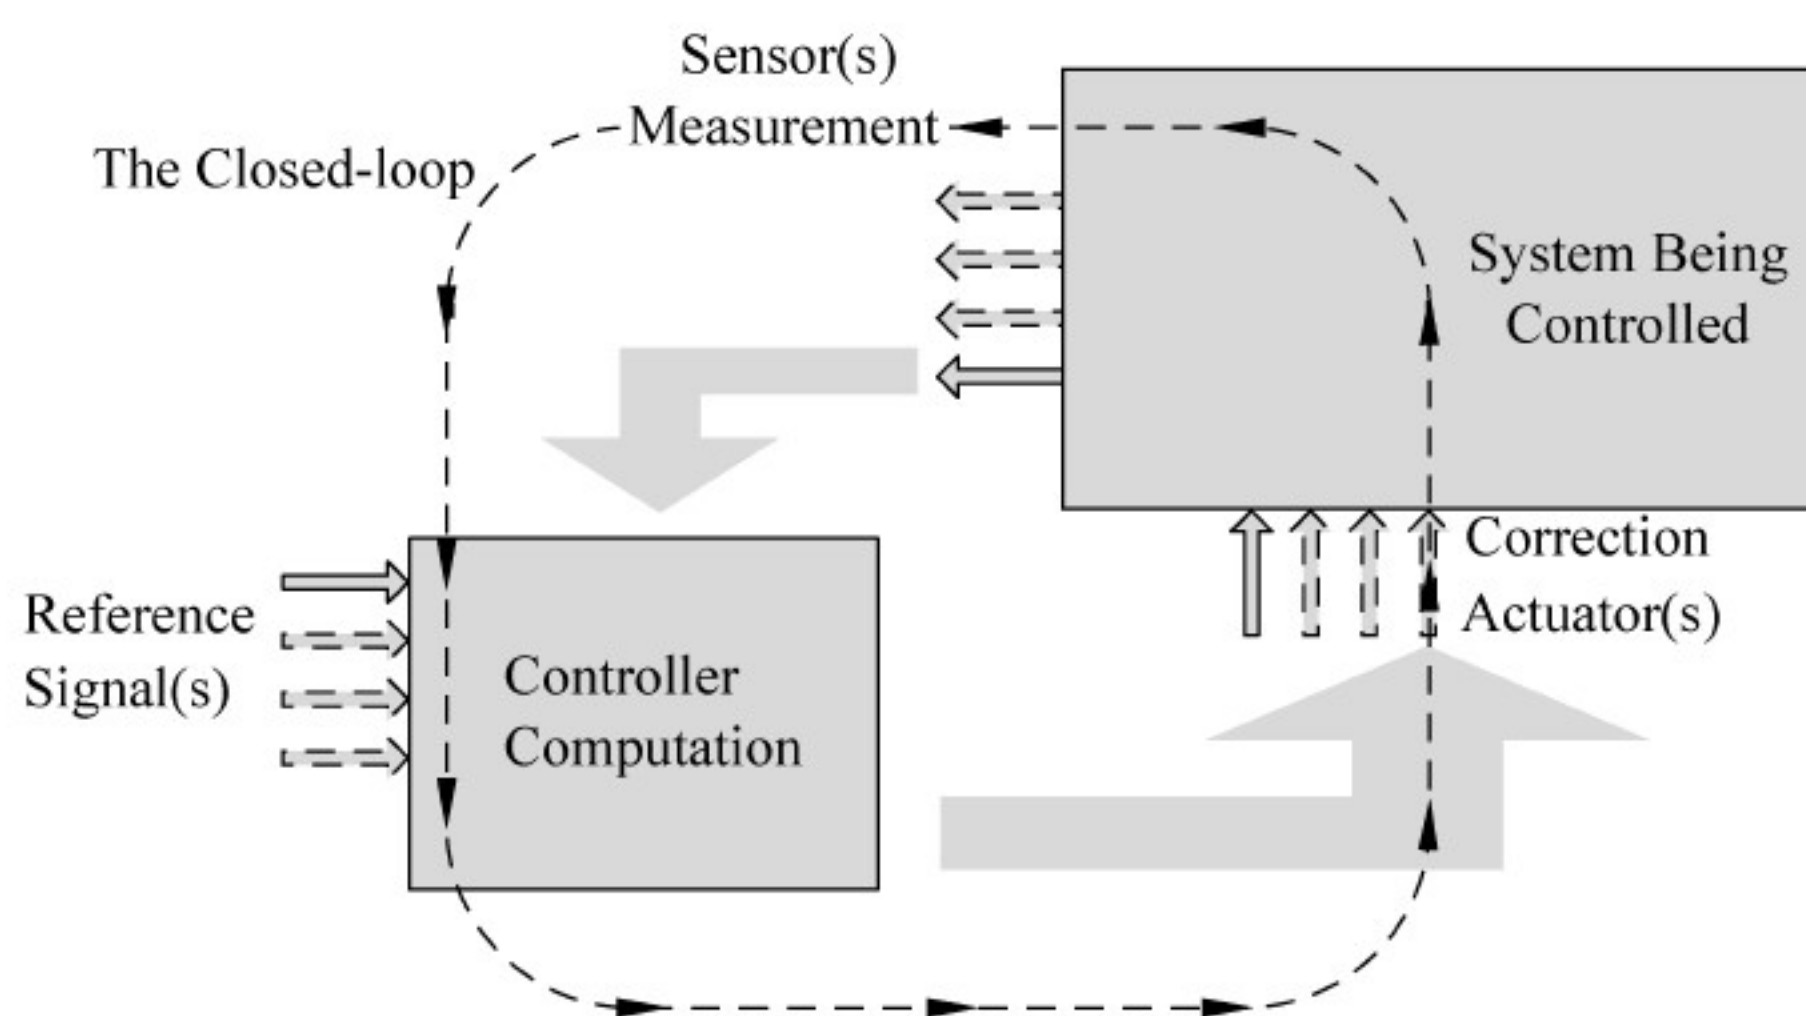 Sensor(s)
Measurement
The Closed-loop
System Being
Controlled
Correction
Actuator(s)
Reference
Signal(s)
Controller
Computation